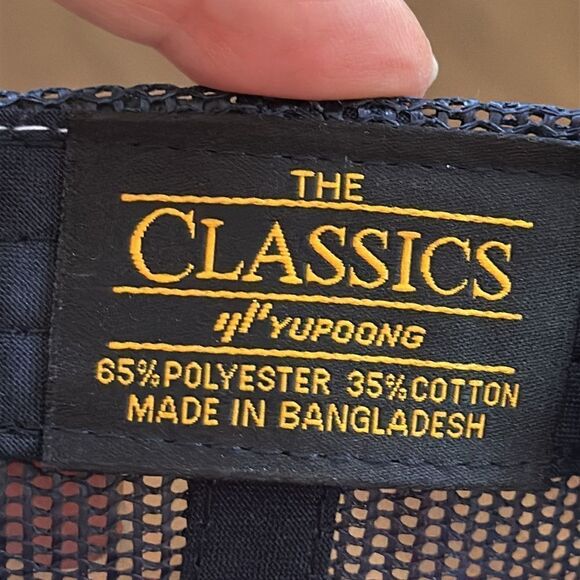 THE
CLASSICS
YUPOONG
65% POLYESTER 35% COTTON
MADE IN BANGLADESH